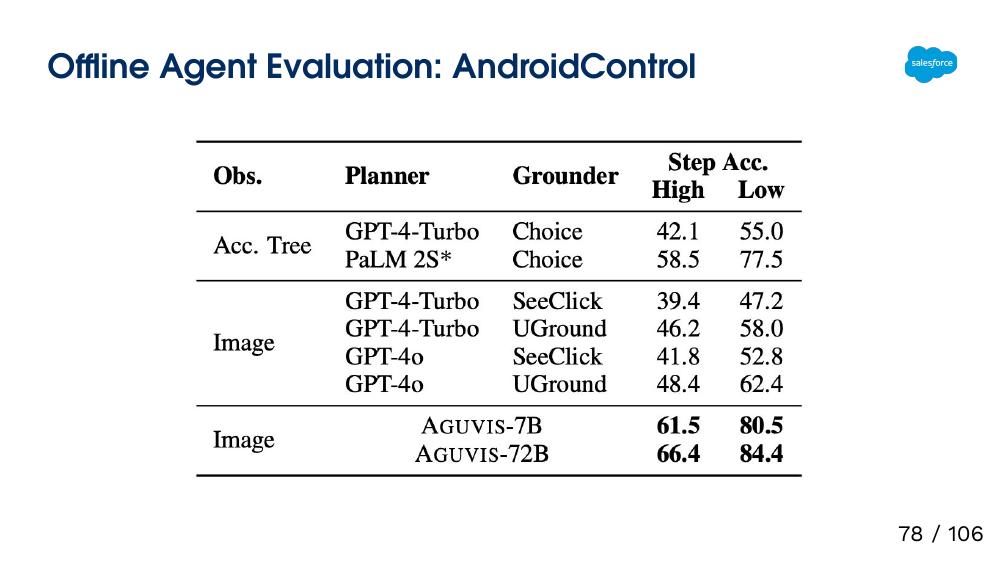 Offline Agent Evaluation: AndroidControl
salesforce
Obs. Planner Grounder Step Acc.
High Low
Acc. Tree GPT-4-Turbo Choice 42.1 55.0
PaLM 2S* Choice 58.5 77.5
Image GPT-4-Turbo SeeClick 39.4 47.2
GPT-4-Turbo UGround 46.2 58.0
GPT-4o SeeClick 41.8 52.8
GPT-4o UGround 48.4 62.4
Image AGUVIS-7B 61.5 80.5
AGUVIS-72B 66.4 84.4
78 / 106